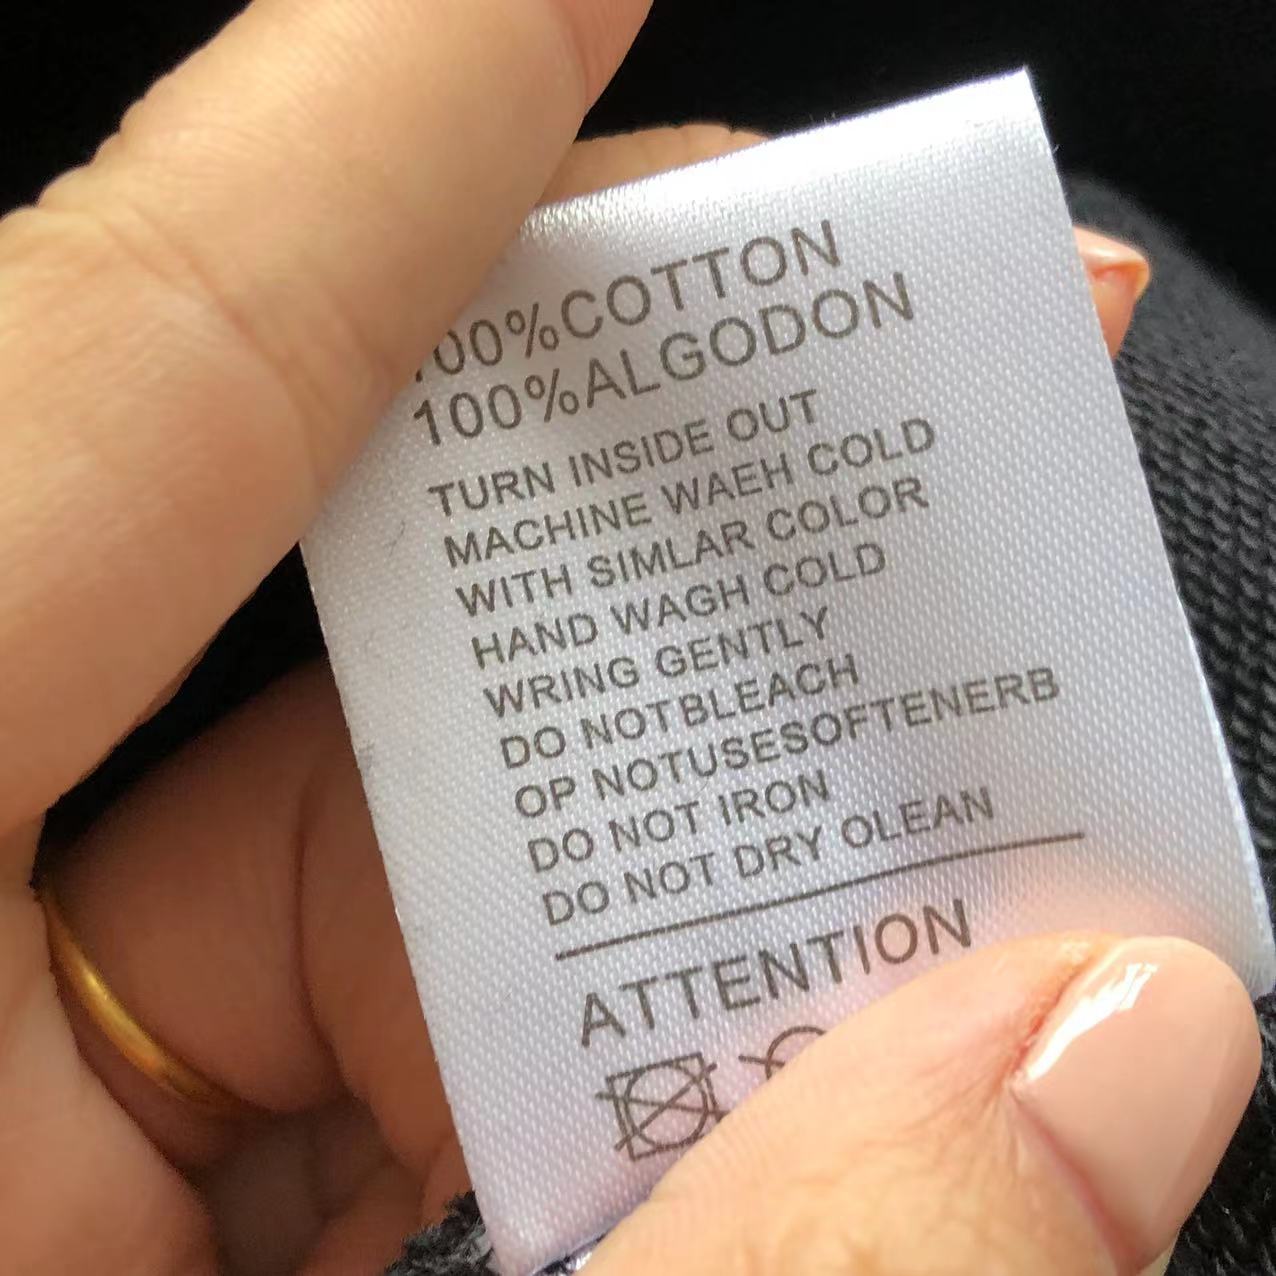 100%COTTON
100%ALGODON
TURN INSIDE OUT
MACHINE WAEH COLD
WITH SIMLAR COLOR
HAND WAGH COLD
WRING GENTLY
DO NOTBLEACH
OP NOTUSESOFTENERB
DO NOT IRON
DO NOT DRY OLEAN
ATTENTION